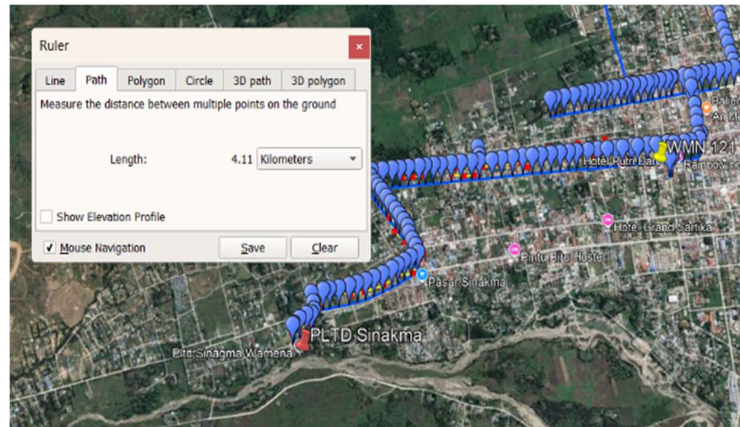 Ruler
Line Path Polygon Circle 3D path 3D polygon
Measure the distance between multiple points on the ground
Length: 4.11 Kilometers
Show Elevation Profile
Mouse Navigation Save Clear
WMN 121
Hotel Putri
Rainbow
Hotel Grand Sartika
Pintu Biru Hostel
Pasar Sinakma
PLTD Sinakma
Pltd Sinagma Wamena